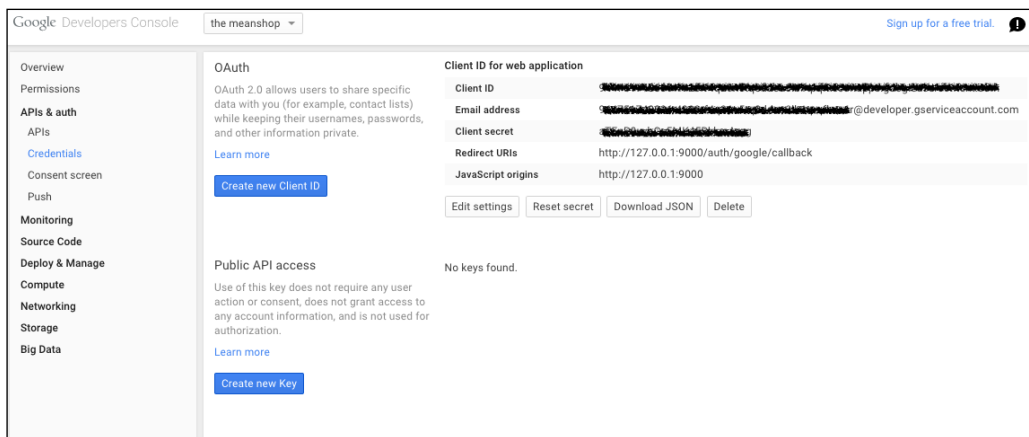 Google Developers Console
the meanshop
Sign up for a free trial.
Overview
Permissions
APIs & auth
APIs
Credentials
Consent screen
Push
Monitoring
Source Code
Deploy & Manage
Compute
Networking
Storage
Big Data
OAuth
OAuth 2.0 allows users to share specific
data with you (for example, contact lists)
while keeping their usernames, passwords,
and other information private.
Learn more
Create new Client ID
Client ID for web application
Client ID
Email address r@developer.gserviceaccount.com
Client secret
Redirect URIs http://127.0.0.1:9000/auth/google/callback
JavaScript origins http://127.0.0.1:9000
Edit settings Reset secret Download JSON Delete
Public API access
Use of this key does not require any user
action or consent, does not grant access to
any account information, and is not used for
authorization.
Learn more
Create new Key
No keys found.